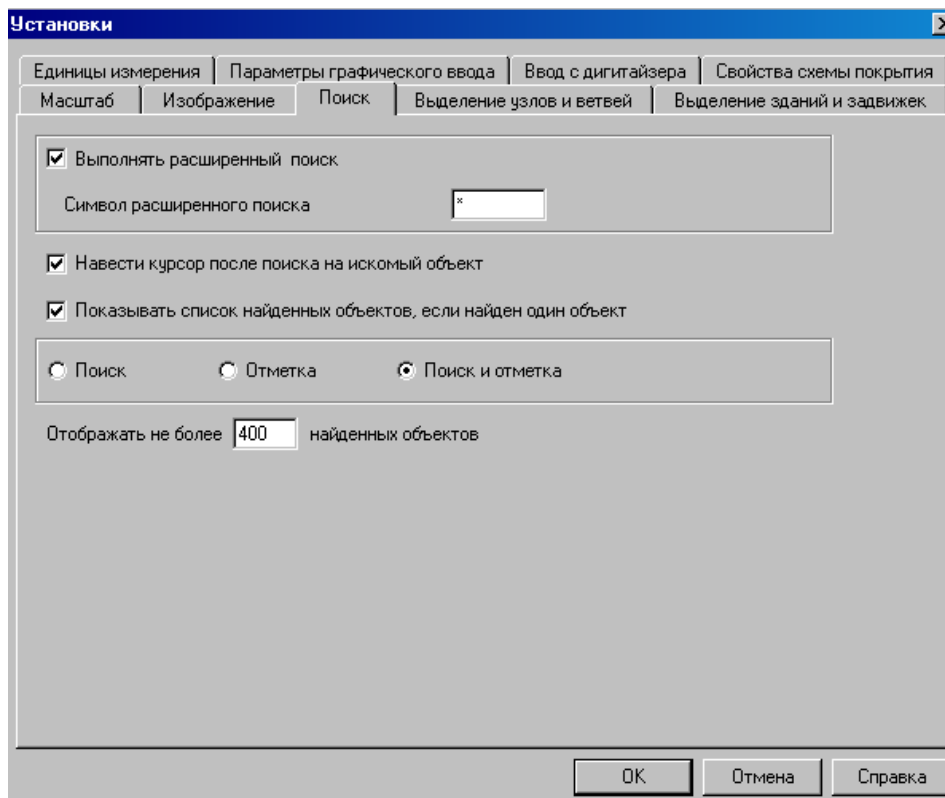 Установки
Единицы измерения Параметры графического ввода Ввод с дигитайзера Свойства схемы покрытия
Масштаб Изображение Поиск Выделение узлов и ветвей Выделение зданий и задвижек
Выполнять расширенный поиск
Символ расширенного поиска *
Навести курсор после поиска на искомый объект
Показывать список найденных объектов, если найден один объект
Поиск Отметка Поиск и отметка
Отображать не более 400 найденных объектов
OK Отмена Справка